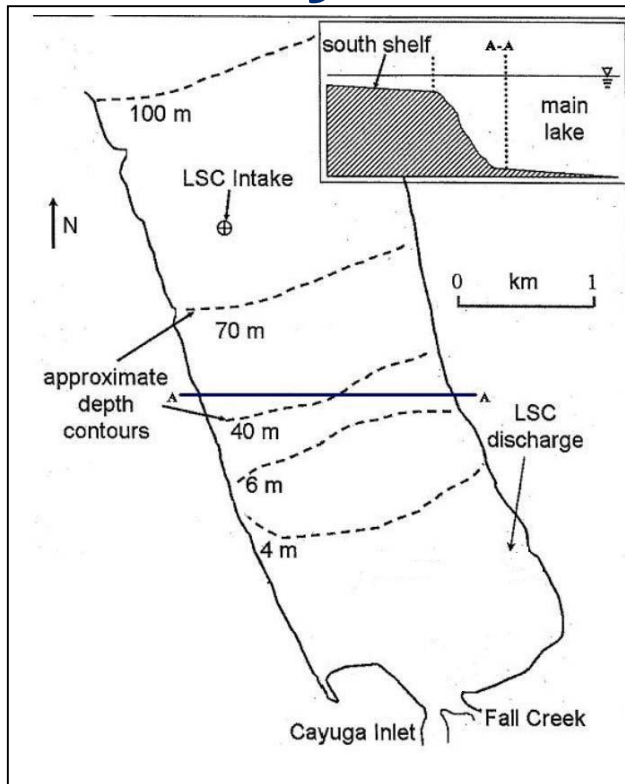 south shelf
A-A
main
lake
100 m
LSC Intake
N
0 km 1
70 m
approximate
depth
contours
A A
40 m
LSC
discharge
6 m
4 m
Cayuga Inlet
Fall Creek